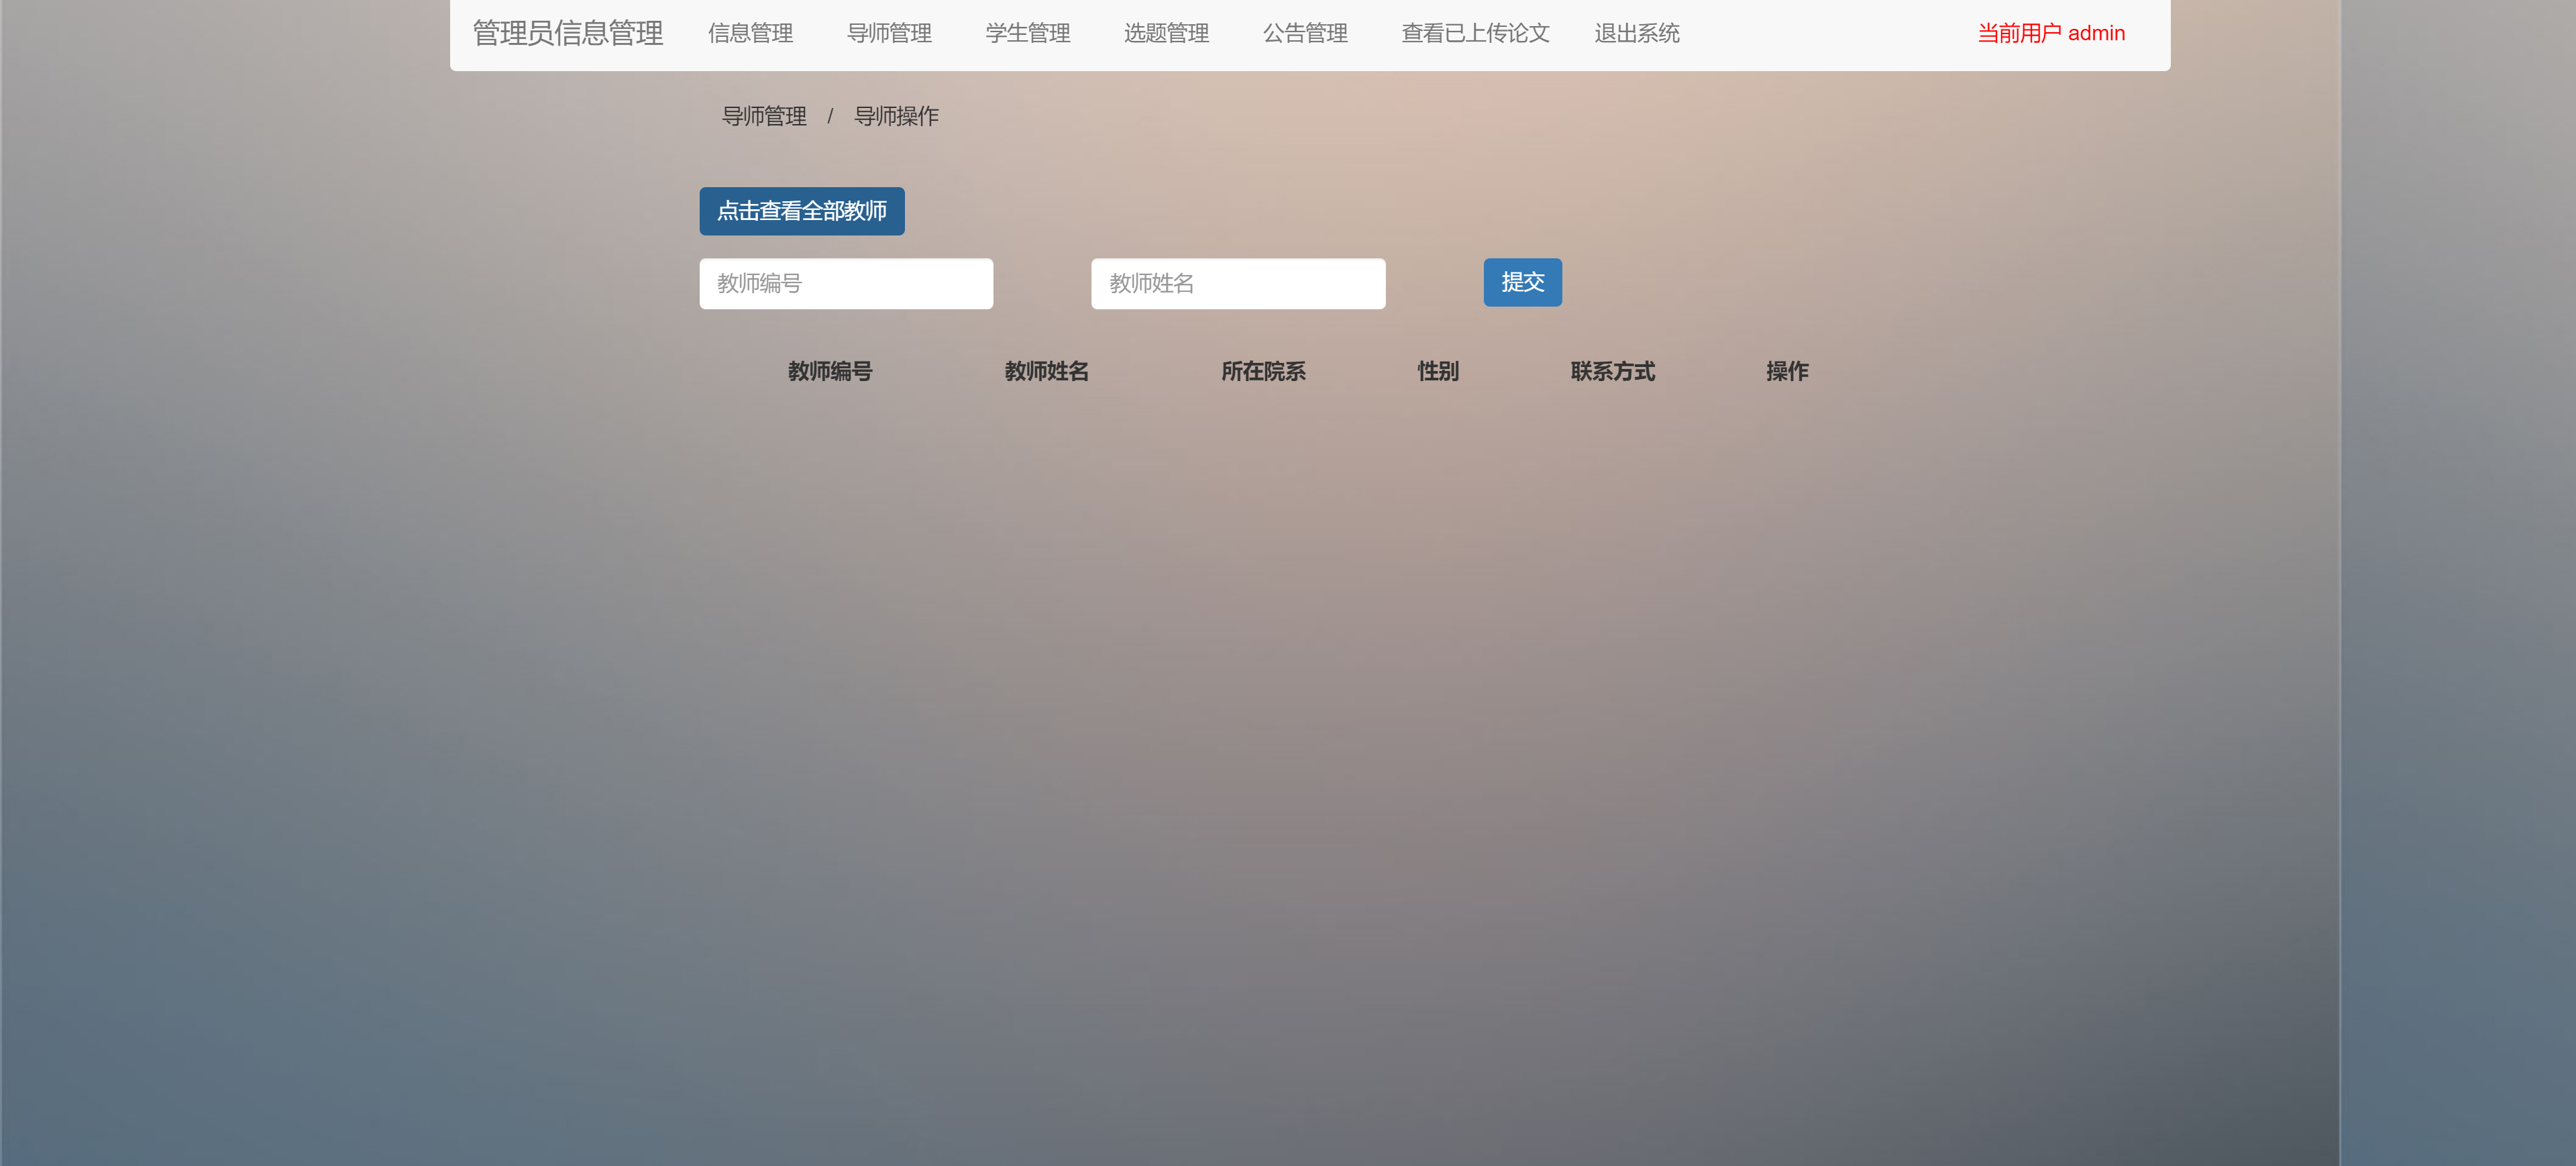 管理员信息管理 信息管理 导师管理 学生管理 选题管理 公告管理 查看已上传论文 退出系统 当前用户 admin
导师管理 / 导师操作
点击查看全部教师
教师编号 教师姓名 提交
教师编号 教师姓名 所在院系 性别 联系方式 操作